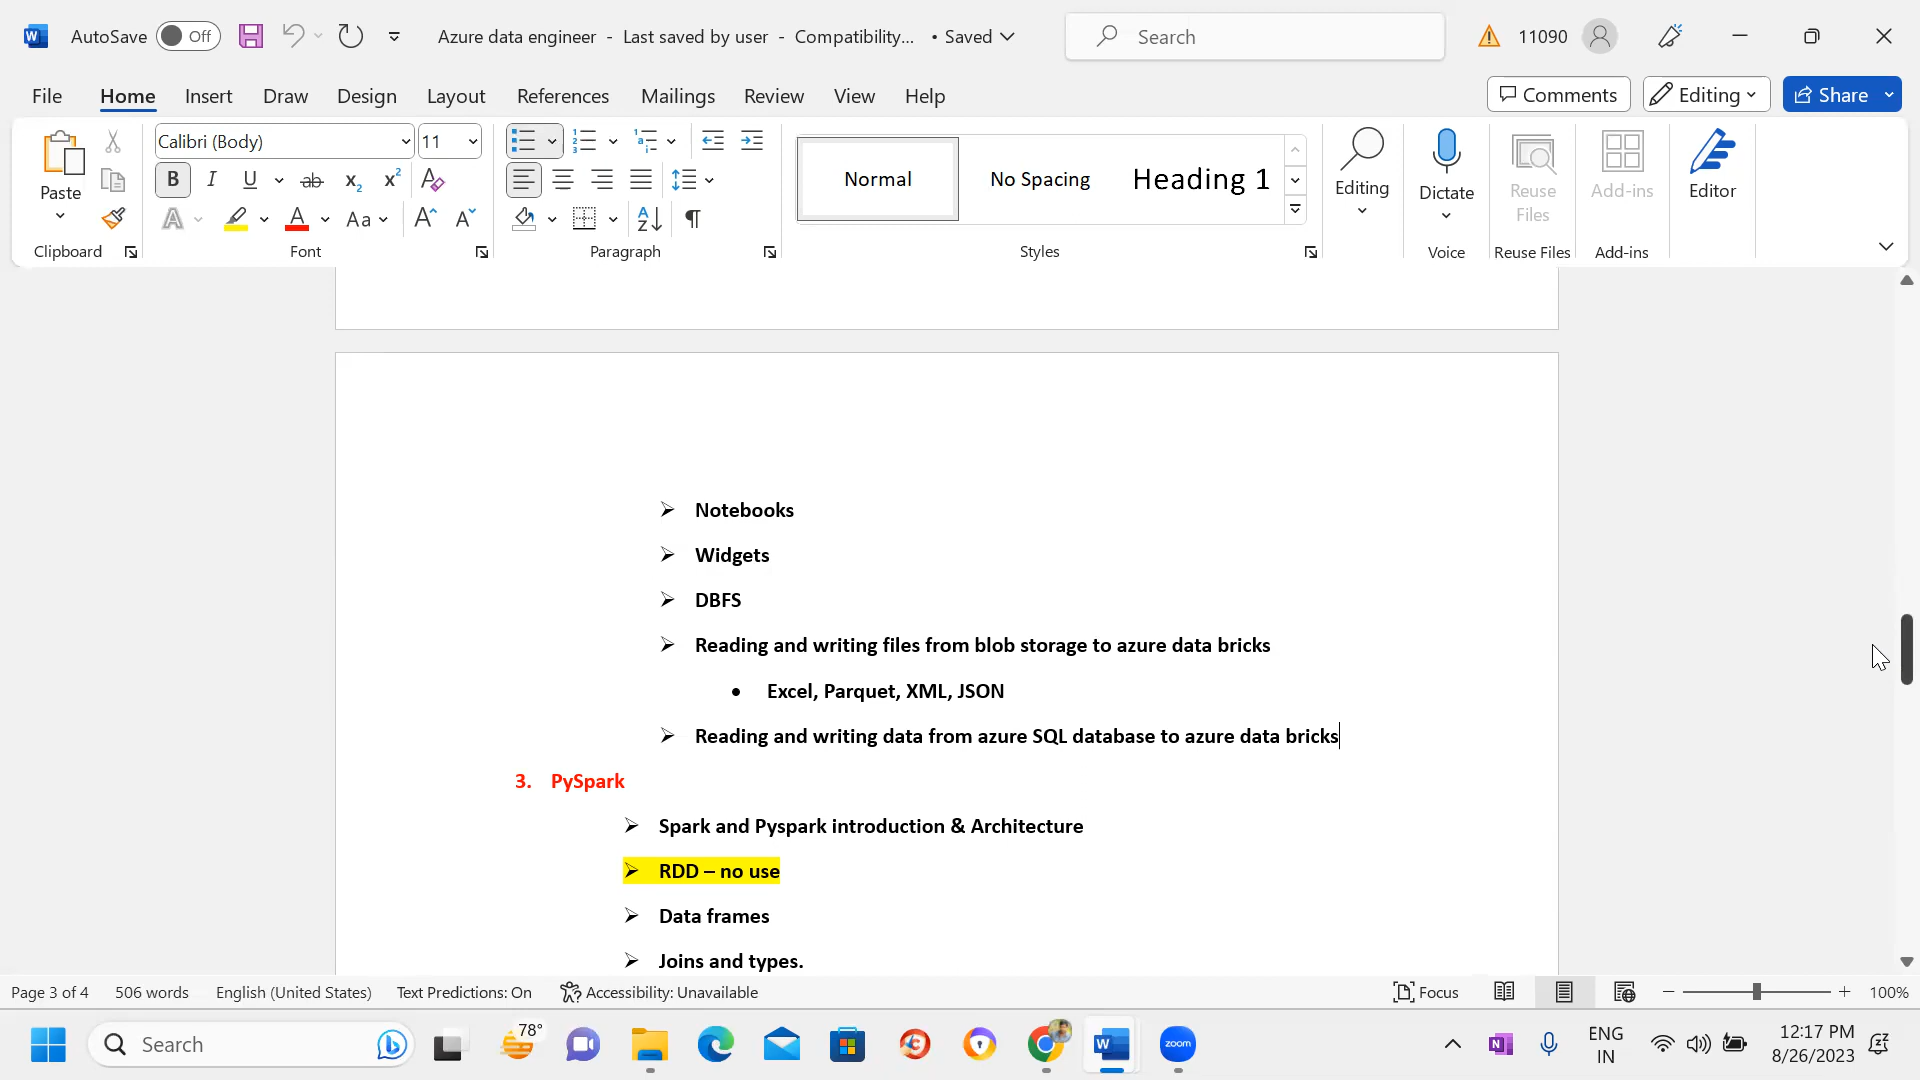 AutoSave Off Azure data engineer - Last saved by user - Compatibility... • Saved Search 11090
File Home Insert Draw Design Layout References Mailings Review View Help Comments Editing Share
Calibri (Body) 11
Paste
Normal No Spacing Heading 1
Editing Dictate Reuse Files Add-ins Editor
Clipboard Font Paragraph Styles Voice Reuse Files Add-ins
Notebooks
Widgets
DBFS
Reading and writing files from blob storage to azure data bricks
Excel, Parquet, XML, JSON
Reading and writing data from azure SQL database to azure data bricks
3. PySpark
Spark and Pyspark introduction & Architecture
RDD – no use
Data frames
Joins and types.
Page 3 of 4 506 words English (United States) Text Predictions: On Accessibility: Unavailable Focus 100%
Search 78° zoom ENG IN 12:17 PM
8/26/2023